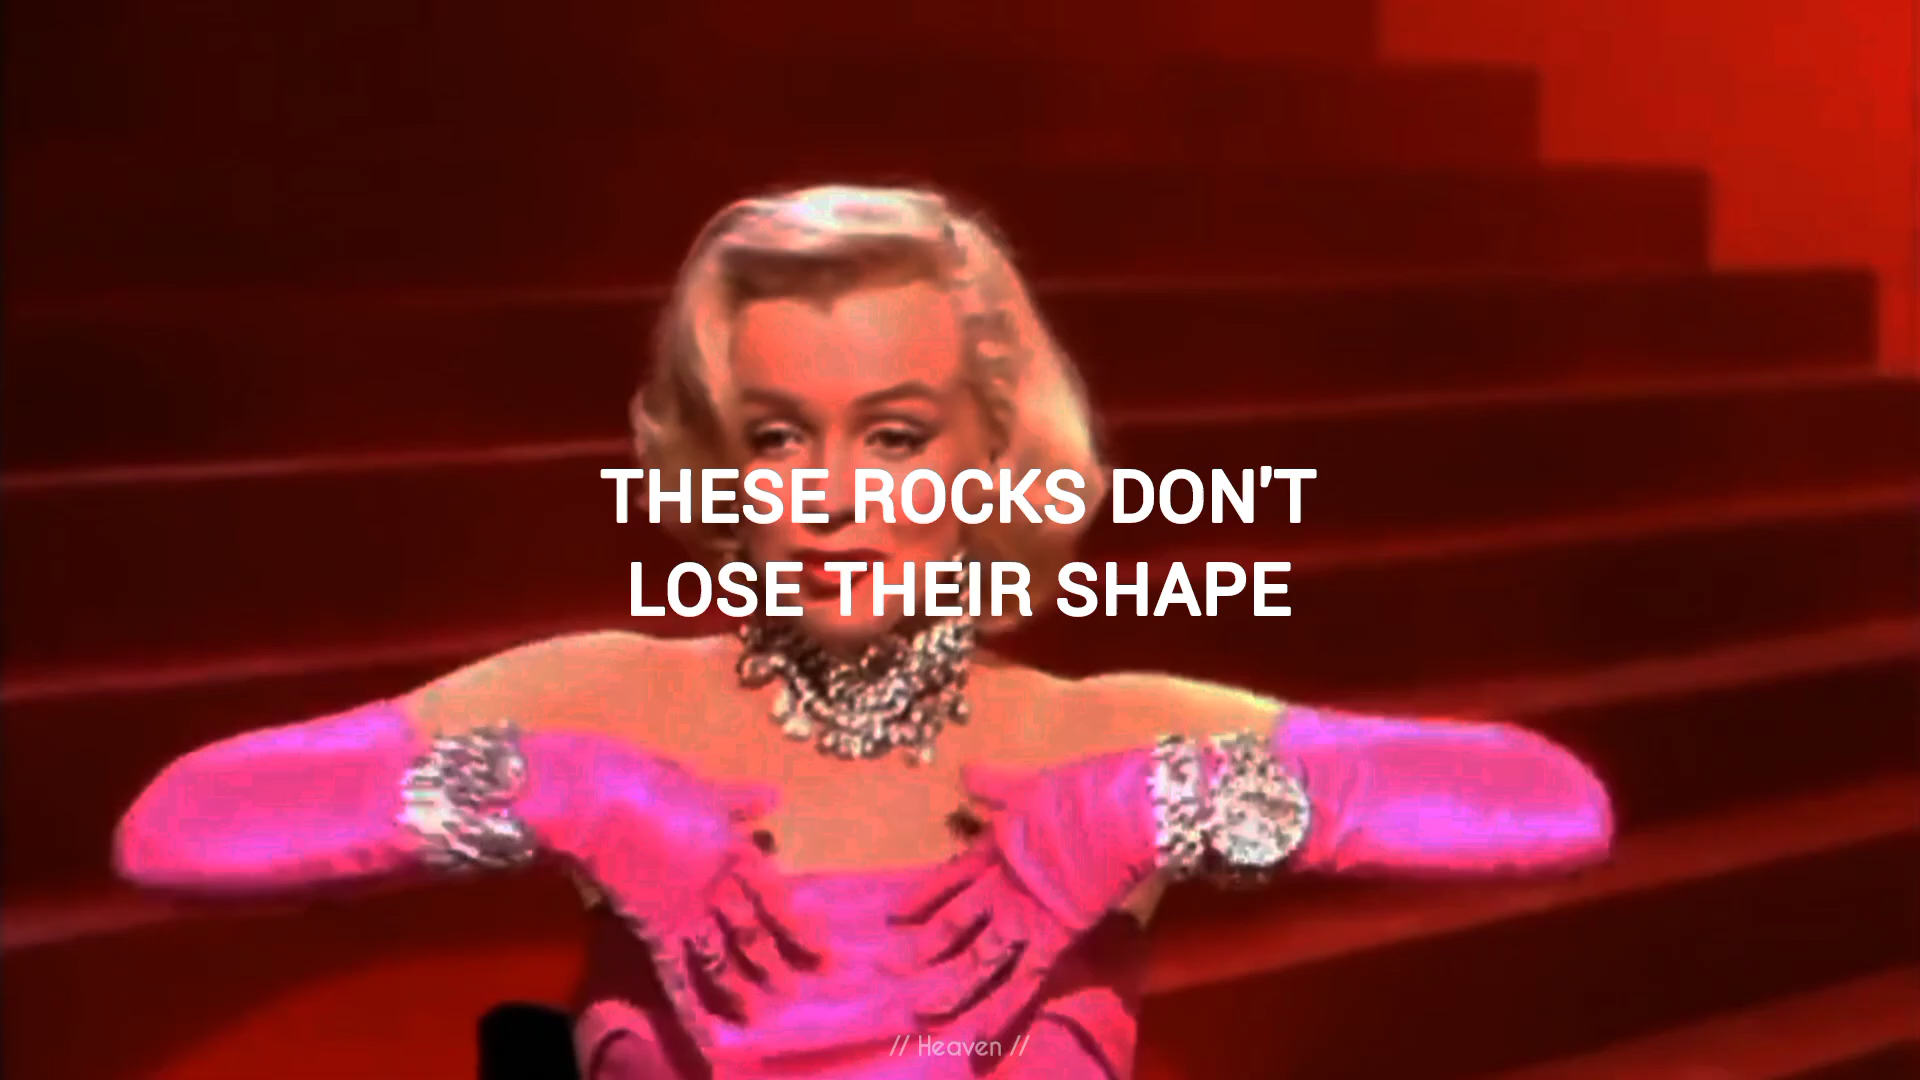 THESE ROCKS DON'T
LOSE THEIR SHAPE
// Heaven //